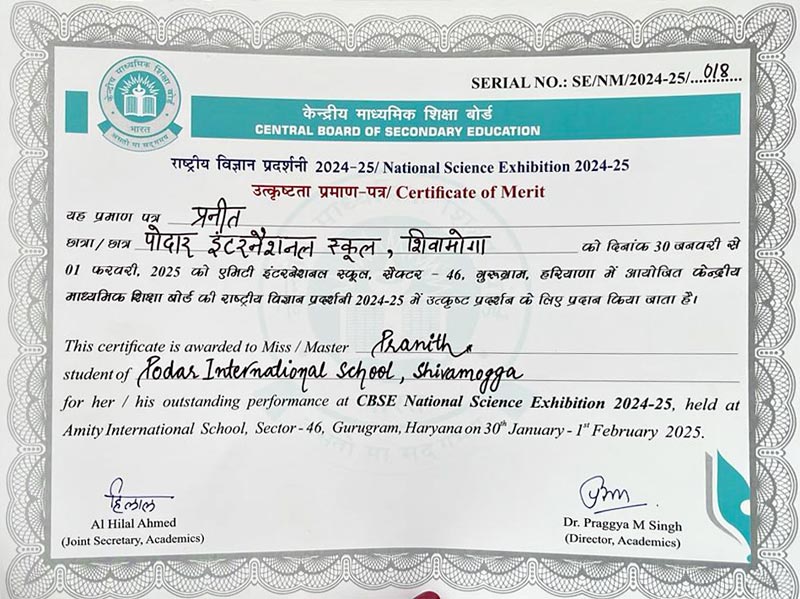 SERIAL NO.: SE/NM/2024-25/...018...
केन्द्रीय माध्यमिक शिक्षा बोर्ड
भारत
असतो मा सद्गमय
केन्द्रीय माध्यमिक शिक्षा बोर्ड
CENTRAL BOARD OF SECONDARY EDUCATION
राष्ट्रीय विज्ञान प्रदर्शनी 2024-25/ National Science Exhibition 2024-25
उत्कृष्टता प्रमाण-पत्र/ Certificate of Merit
यह प्रमाण पत्र प्रनीत
छात्रा/ छात्र पोदार इंटरनैशनल स्कूल, शिवामोगा को दिनांक 30 जनवरी से
01 फरवरी, 2025 को एमिटी इंटरनेशनल स्कूल, सेक्टर - 46, गुरुग्राम, हरियाणा में आयोजित केन्द्रीय
माध्यमिक शिक्षा बोर्ड की राष्ट्रीय विज्ञान प्रदर्शनी 2024-25 में उत्कृष्ट प्रदर्शन के लिए प्रदान किया जाता है।
This certificate is awarded to Miss / Master Pranith
student of Podar International School, Shivamogga
for her / his outstanding performance at CBSE National Science Exhibition 2024-25, held at
Amity International School, Sector - 46, Gurugram, Haryana on 30th January - 1st February 2025.
हिलाल
Al Hilal Ahmed
(Joint Secretary, Academics)
Dr. Praggya M Singh
(Director, Academics)